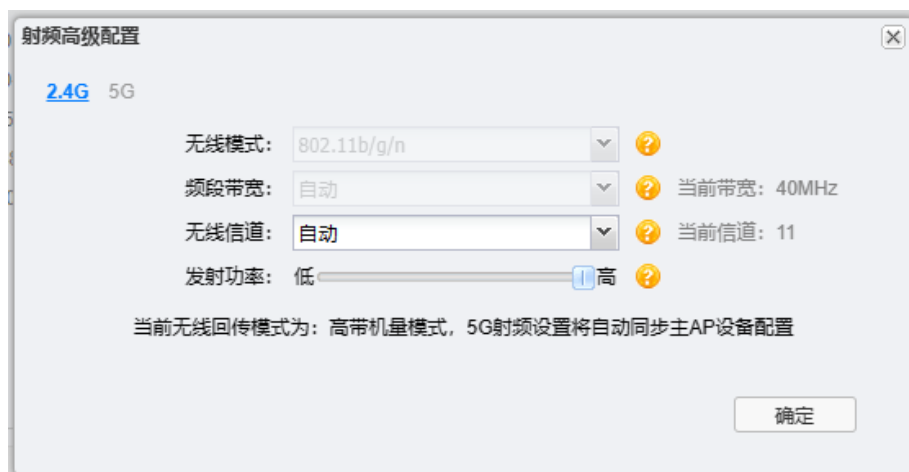 射频高级配置
2.4G 5G
无线模式： 802.11b/g/n
频段带宽： 自动 当前带宽：40MHz
无线信道： 自动 当前信道：11
发射功率： 低 高
当前无线回传模式为：高带机量模式，5G射频设置将自动同步主AP设备配置
确定